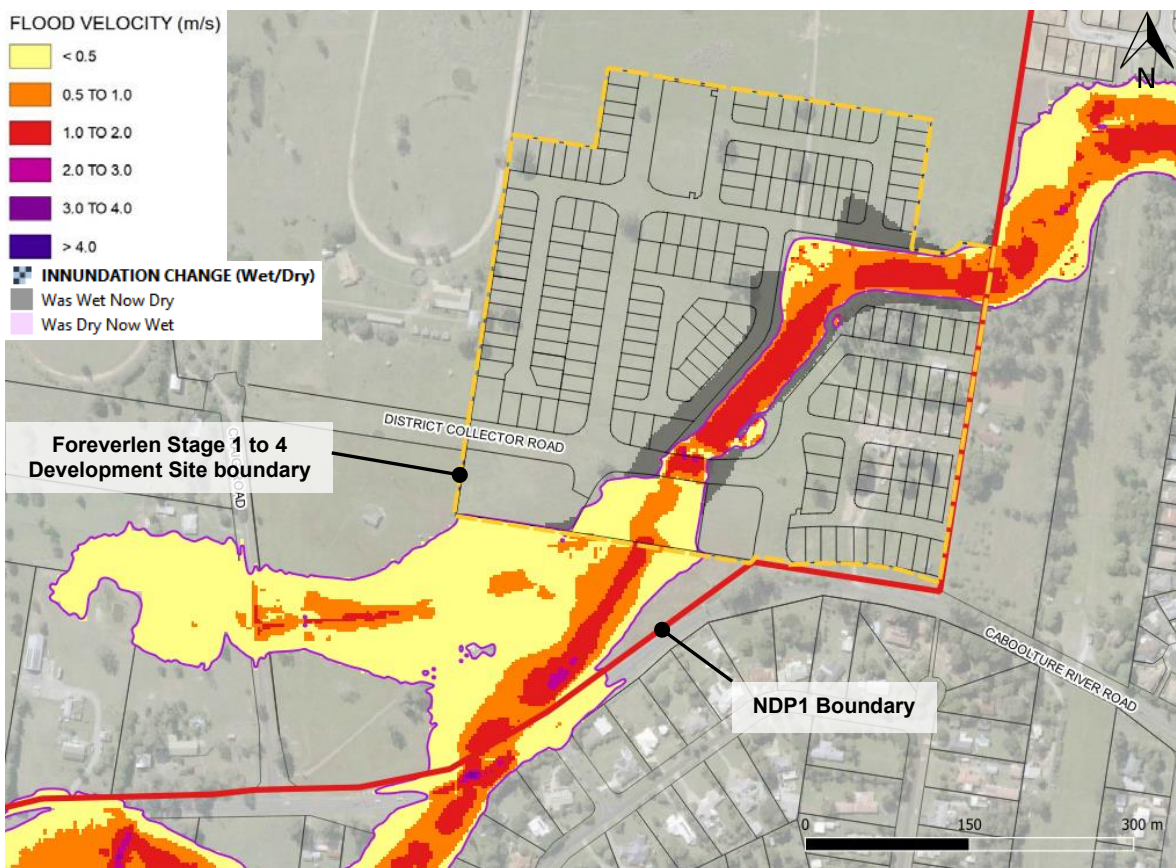 FLOOD VELOCITY (m/s)
< 0.5
0.5 TO 1.0
1.0 TO 2.0
2.0 TO 3.0
3.0 TO 4.0
> 4.0
INNUNDATION CHANGE (Wet/Dry)
Was Wet Now Dry
Was Dry Now Wet
N
DISTRICT COLLECTOR ROAD
Foreverlen Stage 1 to 4
Development Site boundary
ROAD
CABOOLTURE RIVER ROAD
NDP1 Boundary
0 150 300 m